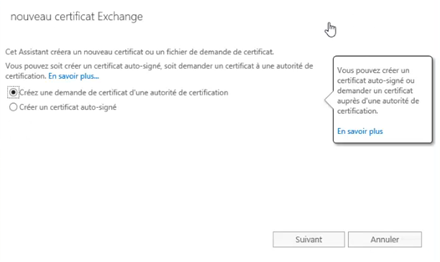 nouveau certificat Exchange
Cet Assistant créera un nouveau certificat ou un fichier de demande de certificat.
Vous pouvez soit créer un certificat auto-signé, soit demander un certificat à une autorité de
certification. En savoir plus...
Créez une demande de certificat d'une autorité de certification
Créer un certificat auto-signé
Vous pouvez créer un
certificat auto-signé ou
demander un certificat
auprès d'une autorité de
certification.
En savoir plus
Suivant
Annuler